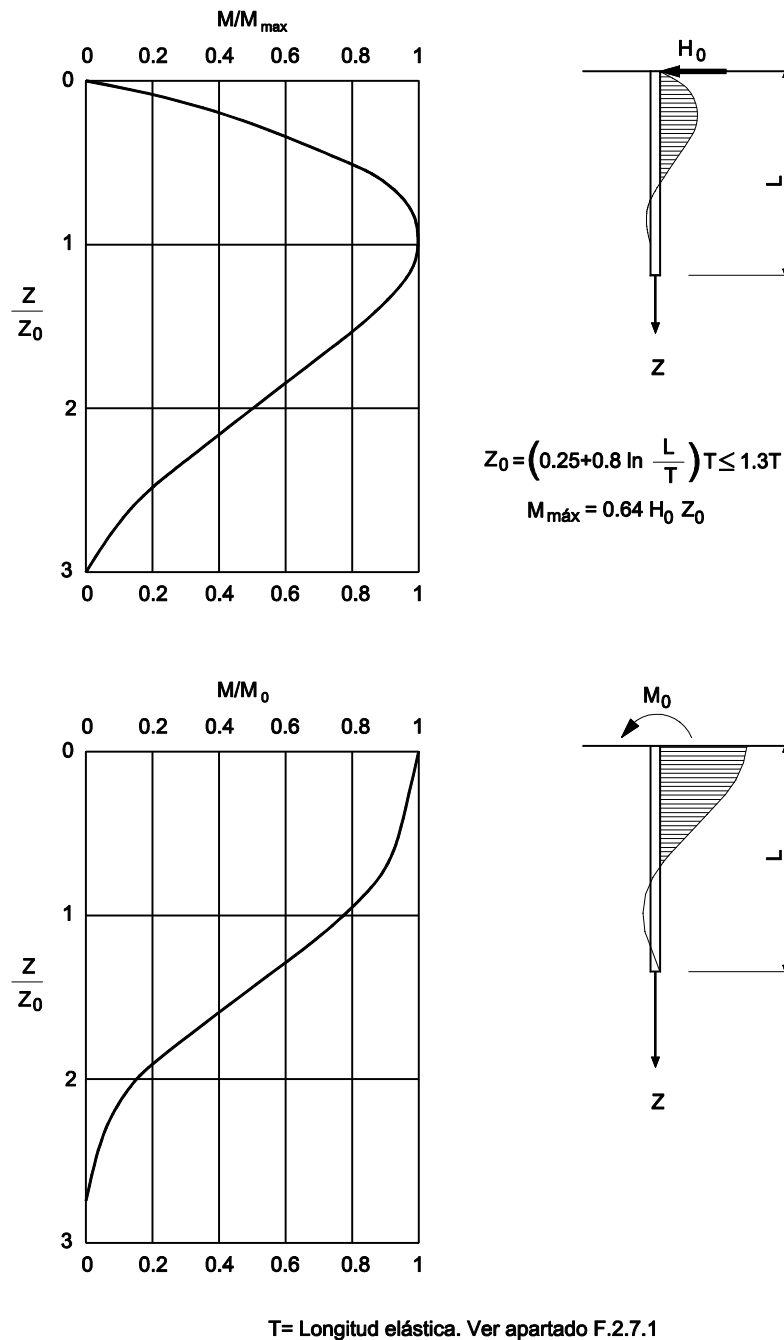 M/M max
0 0.2 0.4 0.6 0.8 1
0
1
2
3
Z
Z0
0 0.2 0.4 0.6 0.8 1
H0
L
Z
Z0 = (0.25+0.8 ln L/T) T ≤ 1.3T
Mmáx = 0.64 H0 Z0
M/M0
0 0.2 0.4 0.6 0.8 1
0
1
2
3
Z
Z0
0 0.2 0.4 0.6 0.8 1
M0
L
Z
T= Longitud elástica. Ver apartado F.2.7.1